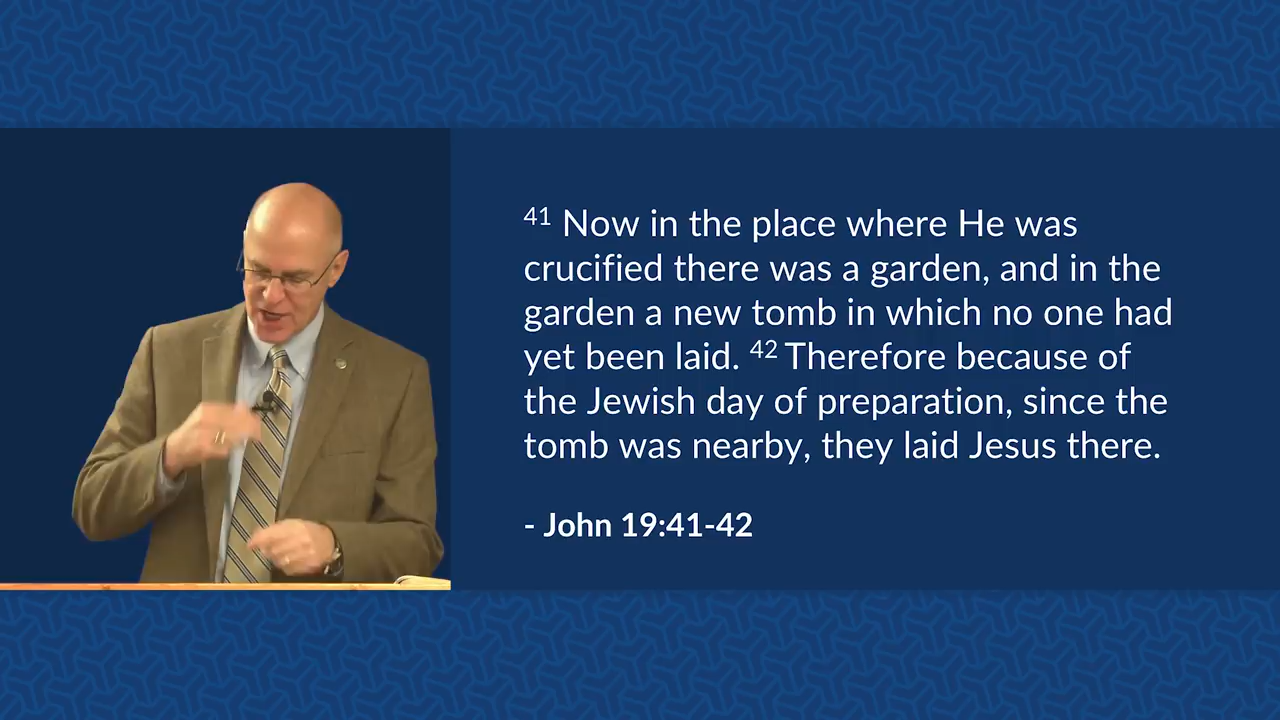 41 Now in the place where He was
crucified there was a garden, and in the
garden a new tomb in which no one had
yet been laid. 42 Therefore because of
the Jewish day of preparation, since the
tomb was nearby, they laid Jesus there.
- John 19:41-42